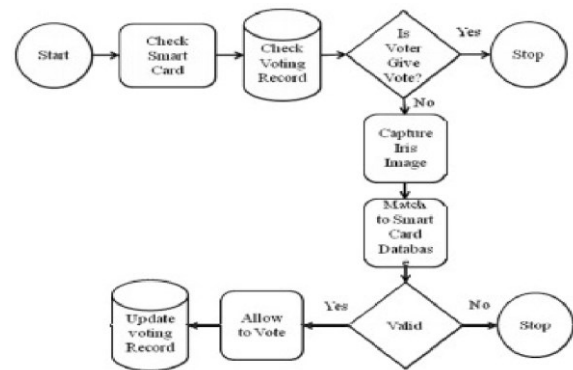 Start
Check
Smart
Card
Check
Voting
Record
Is
Voter
Give
Vote?
Yes
Stop
No
Capture
Iris
Image
Match
to Smart
Card
Databas
e
Update
voting
Record
Allow
to Vote
Yes
Valid
No
Stop